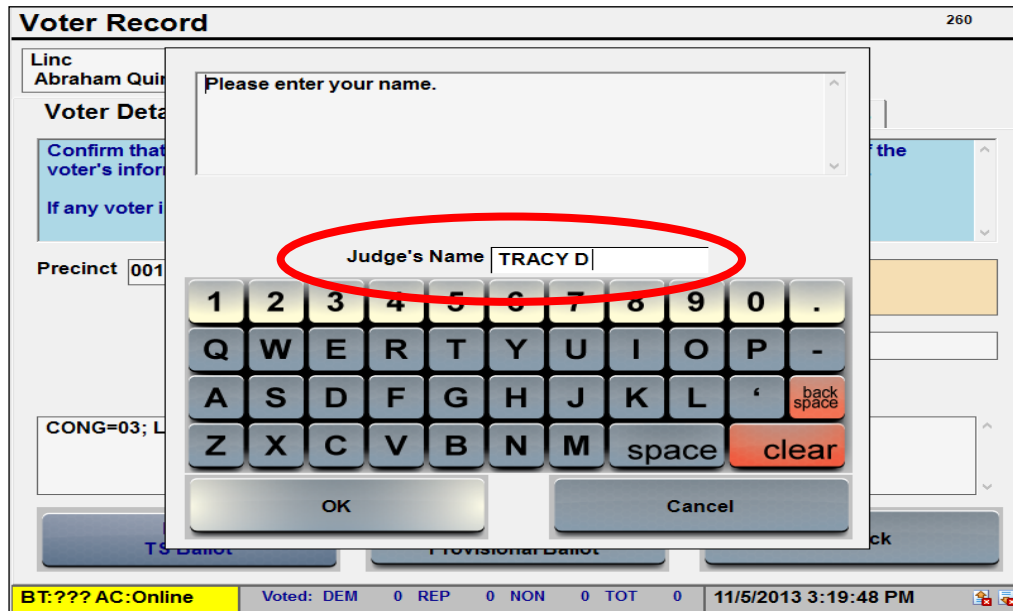 Voter Record 260
Linc
Abraham Quin
Please enter your name.
Voter Deta
Confirm that
the
voter's infor
If any voter i
Judge's Name TRACY D
Precinct 001
1 2 3 4 5 6 7 8 9 0 .
Q W E R T Y U I O P -
A S D F G H J K L ‘ back space
Z X C V B N M space clear
CONG=03; L
OK Cancel
TS Ballot Provisional Ballot ck
BT:??? AC:Online Voted: DEM 0 REP 0 NON 0 TOT 0 11/5/2013 3:19:48 PM